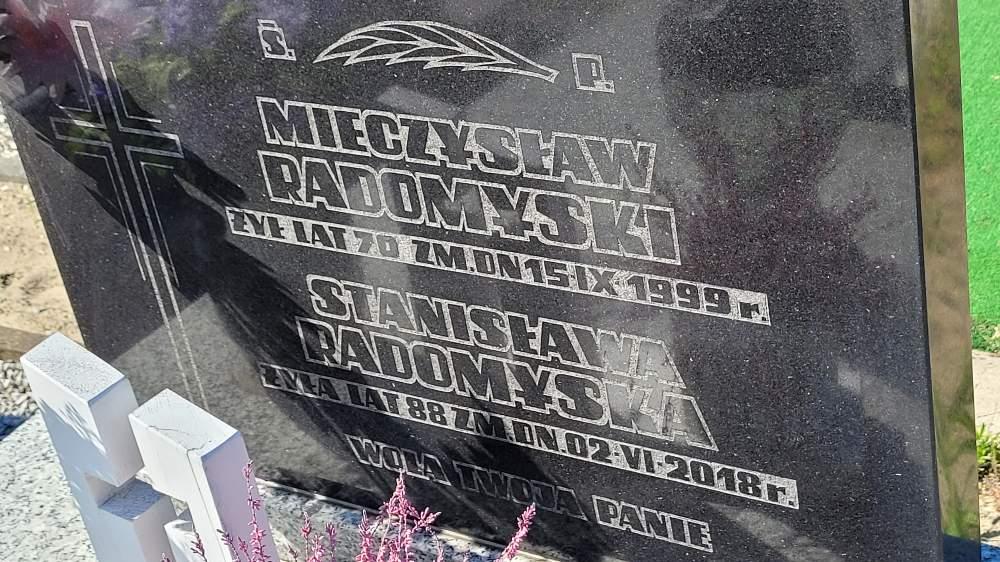 Ś. P.
MIECZYSŁAW
RADOMYSKI
ŻYŁ LAT 70 ZM.DN 15·IX 1999 r.
STANISŁAWA
RADOMYSKA
ŻYŁA LAT 88 ZM.DN.02·VI·2018 r.
WOLA TWOJA PANIE